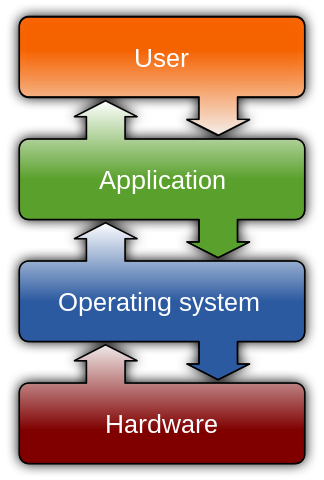 User
Application
Operating system
Hardware